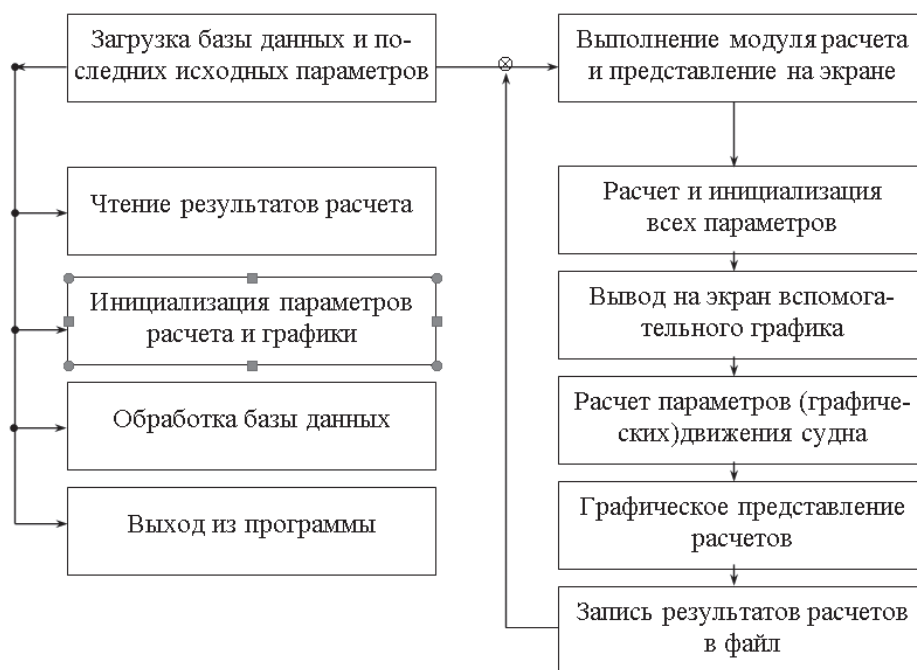 Загрузка базы данных и по-
следних исходных параметров
Чтение результатов расчета
Инициализация параметров
расчета и графики
Обработка базы данных
Выход из программы
Выполнение модуля расчета
и представление на экране
Расчет и инициализация
всех параметров
Вывод на экран вспомога-
тельного графика
Расчет параметров (графиче-
ских)движения судна
Графическое представление
расчетов
Запись результатов расчетов
в файл